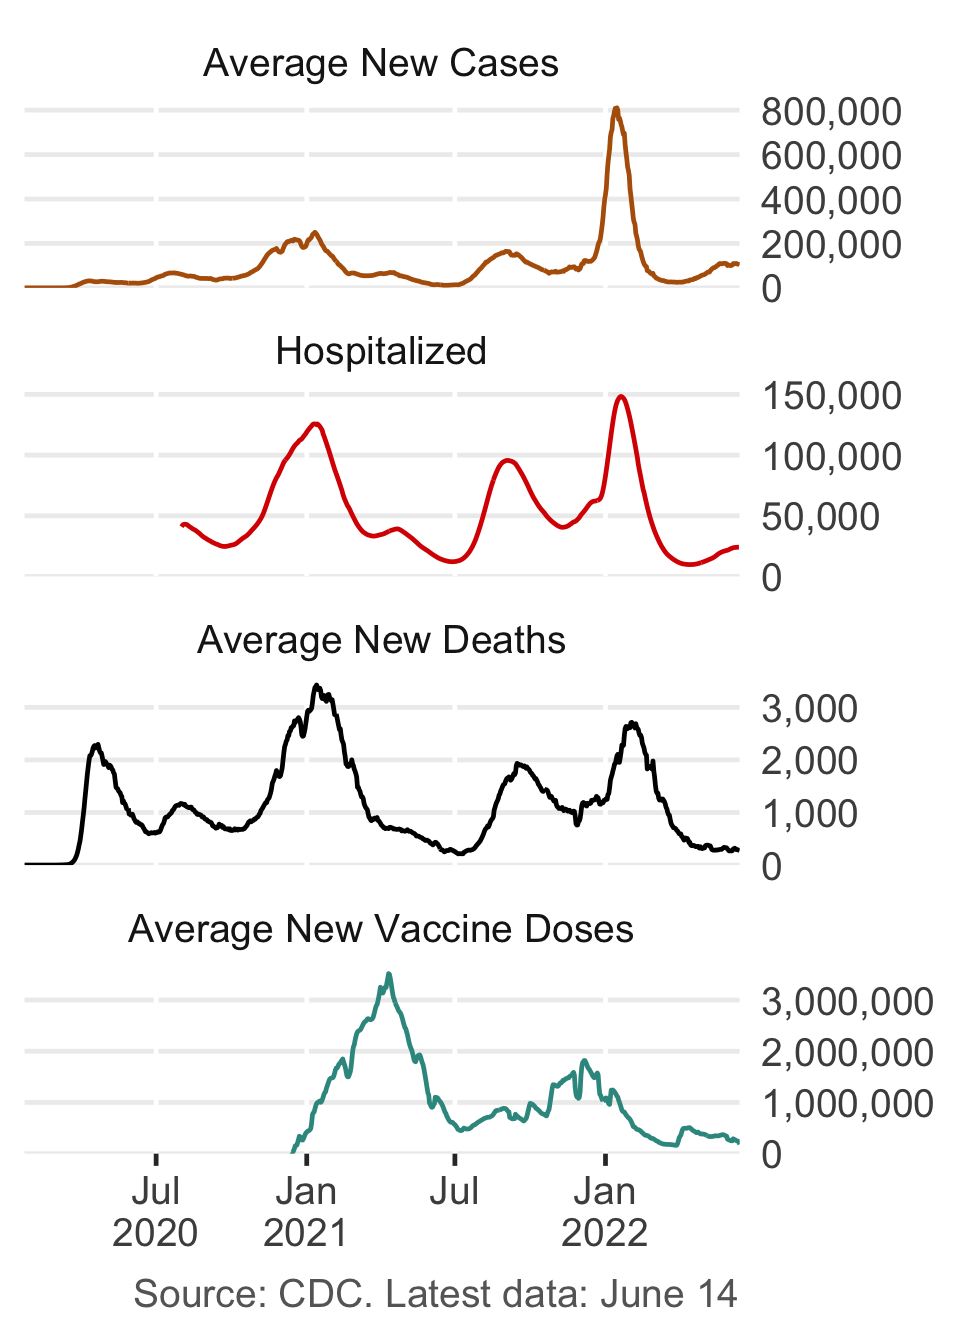 Average New Cases
800,000
600,000
400,000
200,000
0
Hospitalized
150,000
100,000
50,000
0
Average New Deaths
3,000
2,000
1,000
0
Average New Vaccine Doses
3,000,000
2,000,000
1,000,000
0
Jul Jan Jul Jan
2020 2021 2022
Source: CDC. Latest data: June 14